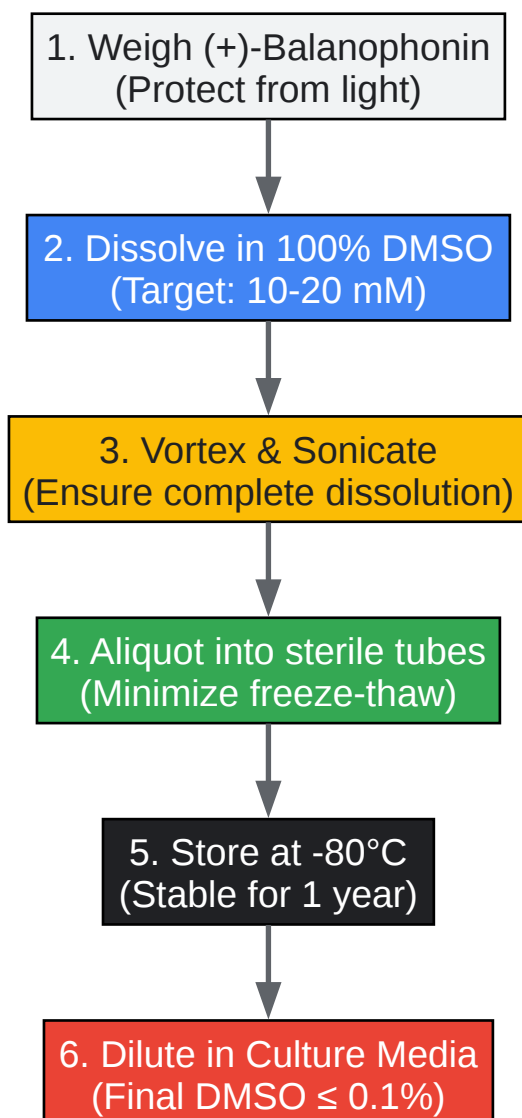 1. Weigh (+)-Balanophonin
(Protect from light)
2. Dissolve in 100% DMSO
(Target: 10-20 mM)
3. Vortex & Sonicate
(Ensure complete dissolution)
4. Aliquot into sterile tubes
(Minimize freeze-thaw)
5. Store at -80°C
(Stable for 1 year)
6. Dilute in Culture Media
(Final DMSO ≤ 0.1%)